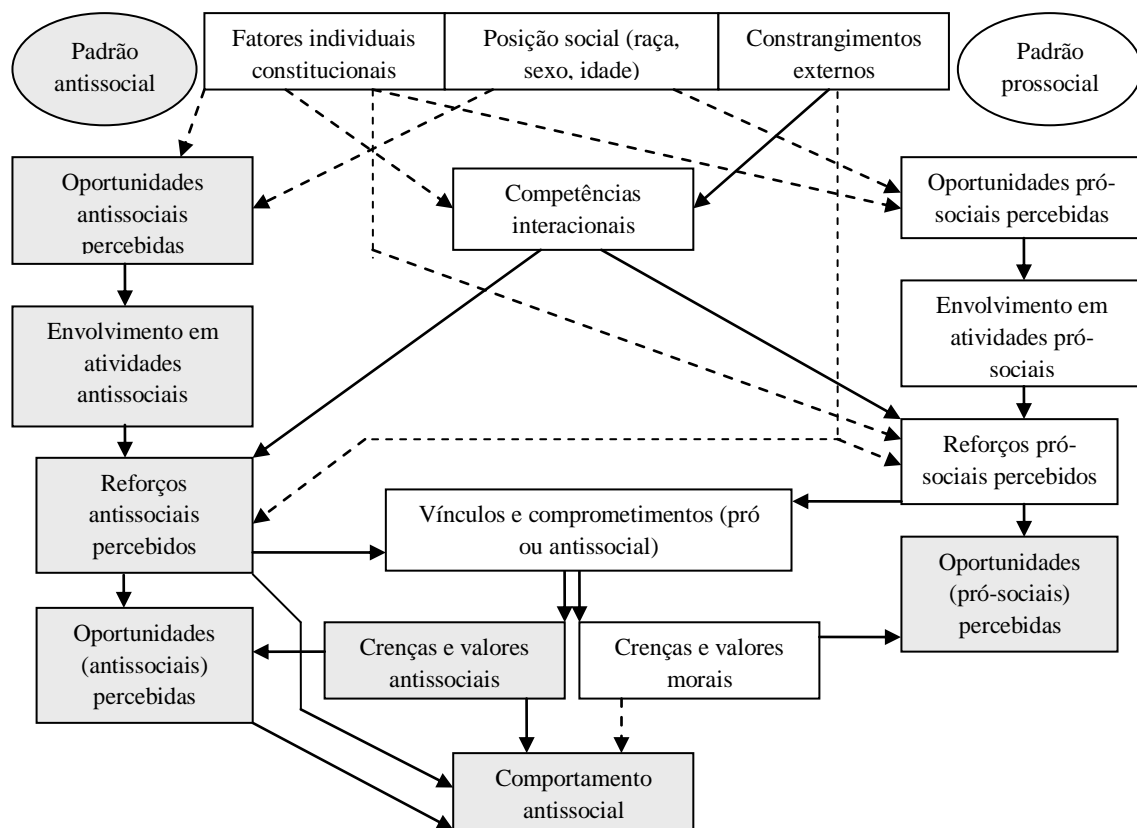 Padrão
antissocial
Fatores individuais
constitucionais
Posição social (raça,
sexo, idade)
Constrangimentos
externos
Padrão
prossocial
Oportunidades
antissociais
percebidas
Competências
interacionais
Oportunidades pró-
sociais percebidas
Envolvimento em
atividades
antissociais
Envolvimento em
atividades pró-
sociais
Reforços
antissociais
percebidos
Reforços pró-
sociais percebidos
Vínculos e comprometimentos (pró
ou antissocial)
Oportunidades
(pró-sociais)
percebidas
Oportunidades
(antissociais)
percebidas
Crenças e valores
antissociais
Crenças e valores
morais
Comportamento
antissocial